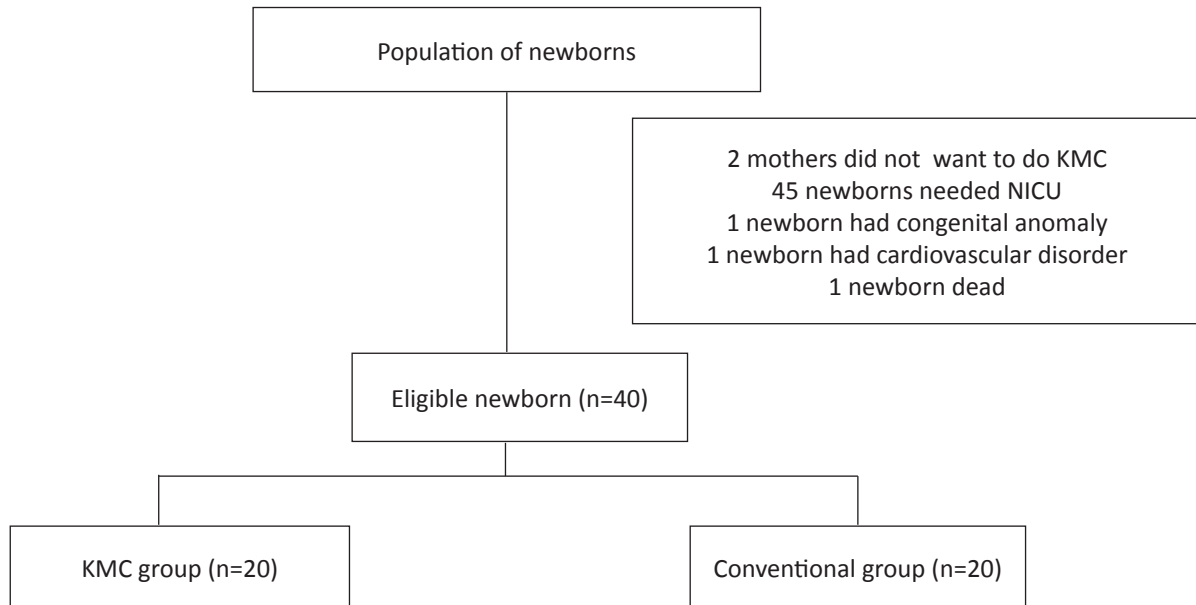 Population of newborns
2 mothers did not want to do KMC
45 newborns needed NICU
1 newborn had congenital anomaly
1 newborn had cardiovascular disorder
1 newborn dead
Eligible newborn (n=40)
KMC group (n=20)
Conventional group (n=20)